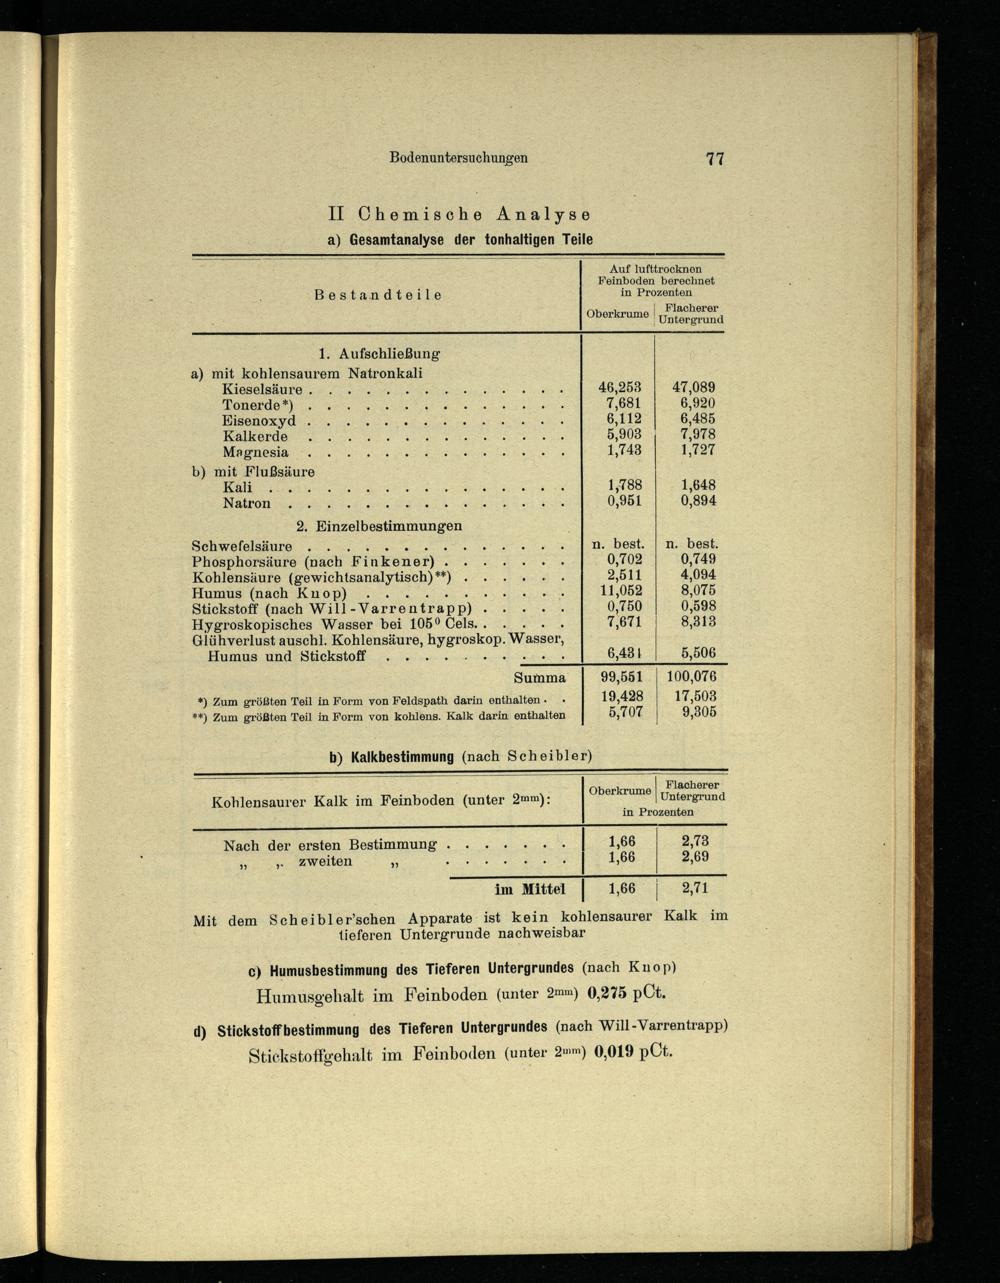 Bodenuntersuchungen 77
II Chemische Analyse
a) Gesamtanalyse der tonhaltigen Teile
Bestandteile
Auf lufttrocknen
Feinboden berechnet
in Prozenten
Oberkrume Flacherer
Untergrund
1. Aufschließung
a) mit kohlensaurem Natronkali
Kieselsäure . . . . . . . . . . . . . . 46,253 47,089
Tonerde*) . . . . . . . . . . . . . . 7,681 6,920
Eisenoxyd . . . . . . . . . . . . . . 6,112 6,485
Kalkerde . . . . . . . . . . . . . . 5,903 7,978
Magnesia . . . . . . . . . . . . . . 1,743 1,727
b) mit Flußsäure
Kali . . . . . . . . . . . . . . . . 1,788 1,648
Natron . . . . . . . . . . . . . . . 0,951 0,894
2. Einzelbestimmungen
Schwefelsäure . . . . . . . . . . . . . . n. best. n. best.
Phosphorsäure (nach Finkener) . . . . . . . 0,702 0,749
Kohlensäure (gewichtsanalytisch)**) . . . . . . 2,511 4,094
Humus (nach Knop) . . . . . . . . . . . 11,052 8,075
Stickstoff (nach Will-Varrentrapp) . . . . . 0,750 0,598
Hygroskopisches Wasser bei 105⁰ Cels. . . . . . 7,671 8,313
Glühverlust auschl. Kohlensäure, hygroskop. Wasser,
Humus und Stickstoff . . . . . . . . . . 6,434 5,506
Summa 99,551 100,076
*) Zum größten Teil in Form von Feldspath darin enthalten . . 19,428 17,503
**) Zum größten Teil in Form von kohlens. Kalk darin enthalten 5,707 9,305
b) Kalkbestimmung (nach Scheibler)
Kohlensaurer Kalk im Feinboden (unter 2mm):
Oberkrume Flacherer
Untergrund
in Prozenten
Nach der ersten Bestimmung . . . . . . . 1,66 2,73
„ „ zweiten „ . . . . . . . 1,66 2,69
im Mittel 1,66 2,71
Mit dem Scheibler'schen Apparate ist kein kohlensaurer Kalk im
tieferen Untergrunde nachweisbar
c) Humusbestimmung des Tieferen Untergrundes (nach Knop)
Humusgehalt im Feinboden (unter 2mm) 0,275 pCt.
d) Stickstoffbestimmung des Tieferen Untergrundes (nach Will-Varrentrapp)
Stickstoffgehalt im Feinboden (unter 2mm) 0,019 pCt.